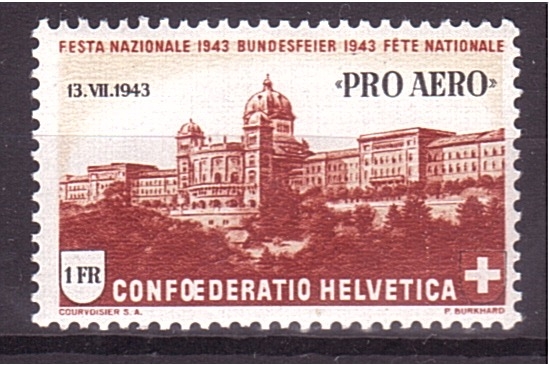 FESTA NAZIONALE 1943 BUNDESFEIER 1943 FÊTE NATIONALE
13.VII.1943 «PRO AERO»
1 FR
CONFŒDERATIO HELVETICA
COURVOISIER S. A. P. BURKHARD